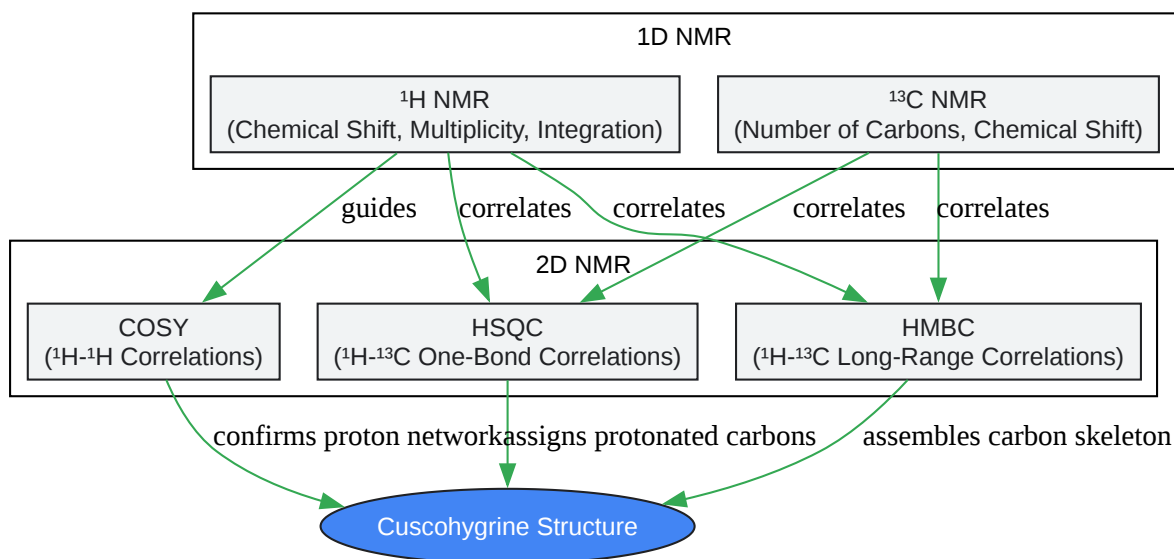 1D NMR
¹H NMR
(Chemical Shift, Multiplicity, Integration)
¹³C NMR
(Number of Carbons, Chemical Shift)
guides
correlates
correlates
correlates
correlates
2D NMR
COSY
(¹H-¹H Correlations)
HSQC
(¹H-¹³C One-Bond Correlations)
HMBC
(¹H-¹³C Long-Range Correlations)
confirms proton network
assigns protonated carbons
assembles carbon skeleton
Cuscohygrine Structure